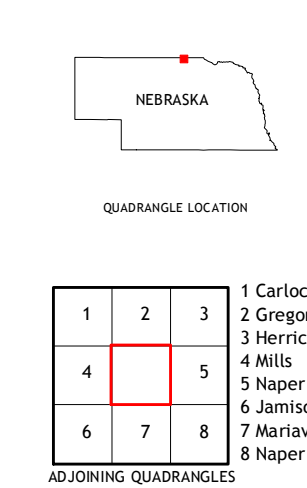 NEBRASKA
QUADRANGLE LOCATION
1 2 3
4 5
6 7 8
1 Carloc
2 Gregor
3 Herric
4 Mills
5 Naper
6 Jamiso
7 Mariav
8 Naper
ADJOINING QUADRANGLES